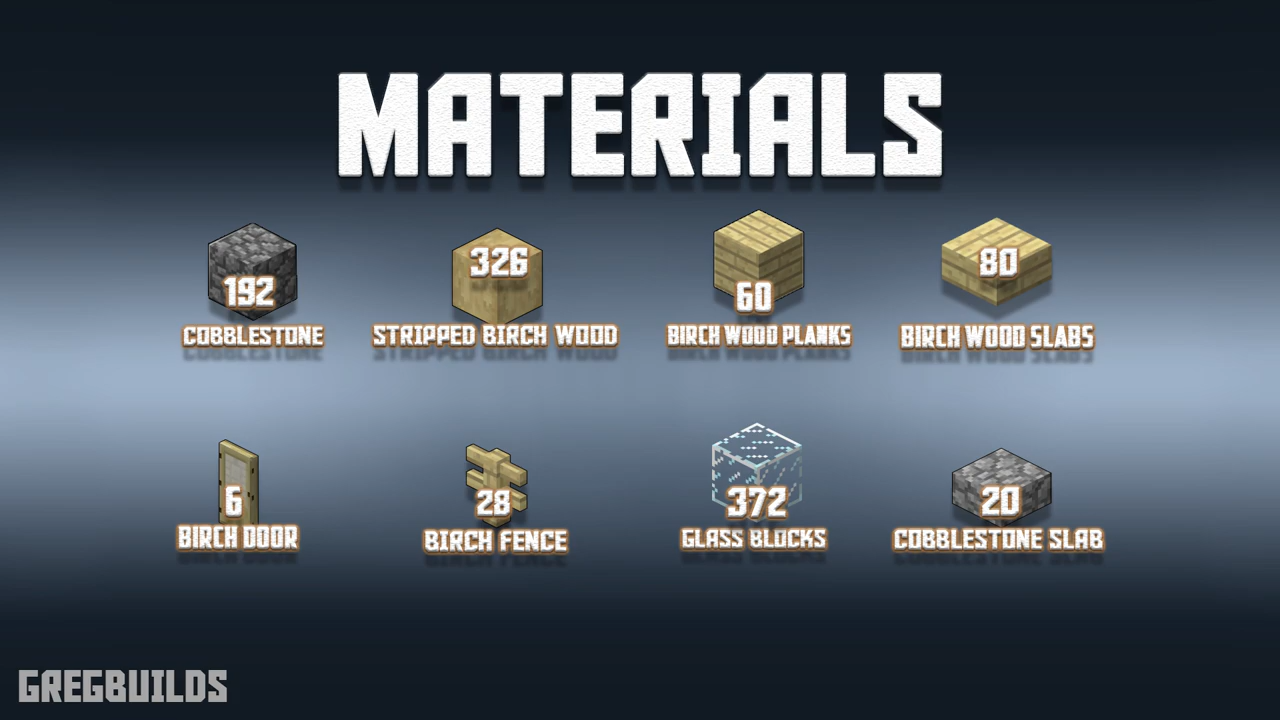 MATERIALS
192
COBBLESTONE
326
STRIPPED BIRCH WOOD
60
BIRCH WOOD PLANKS
80
BIRCH WOOD SLABS
6
BIRCH DOOR
28
BIRCH FENCE
372
GLASS BLOCKS
20
COBBLESTONE SLAB
GREGBUILDS